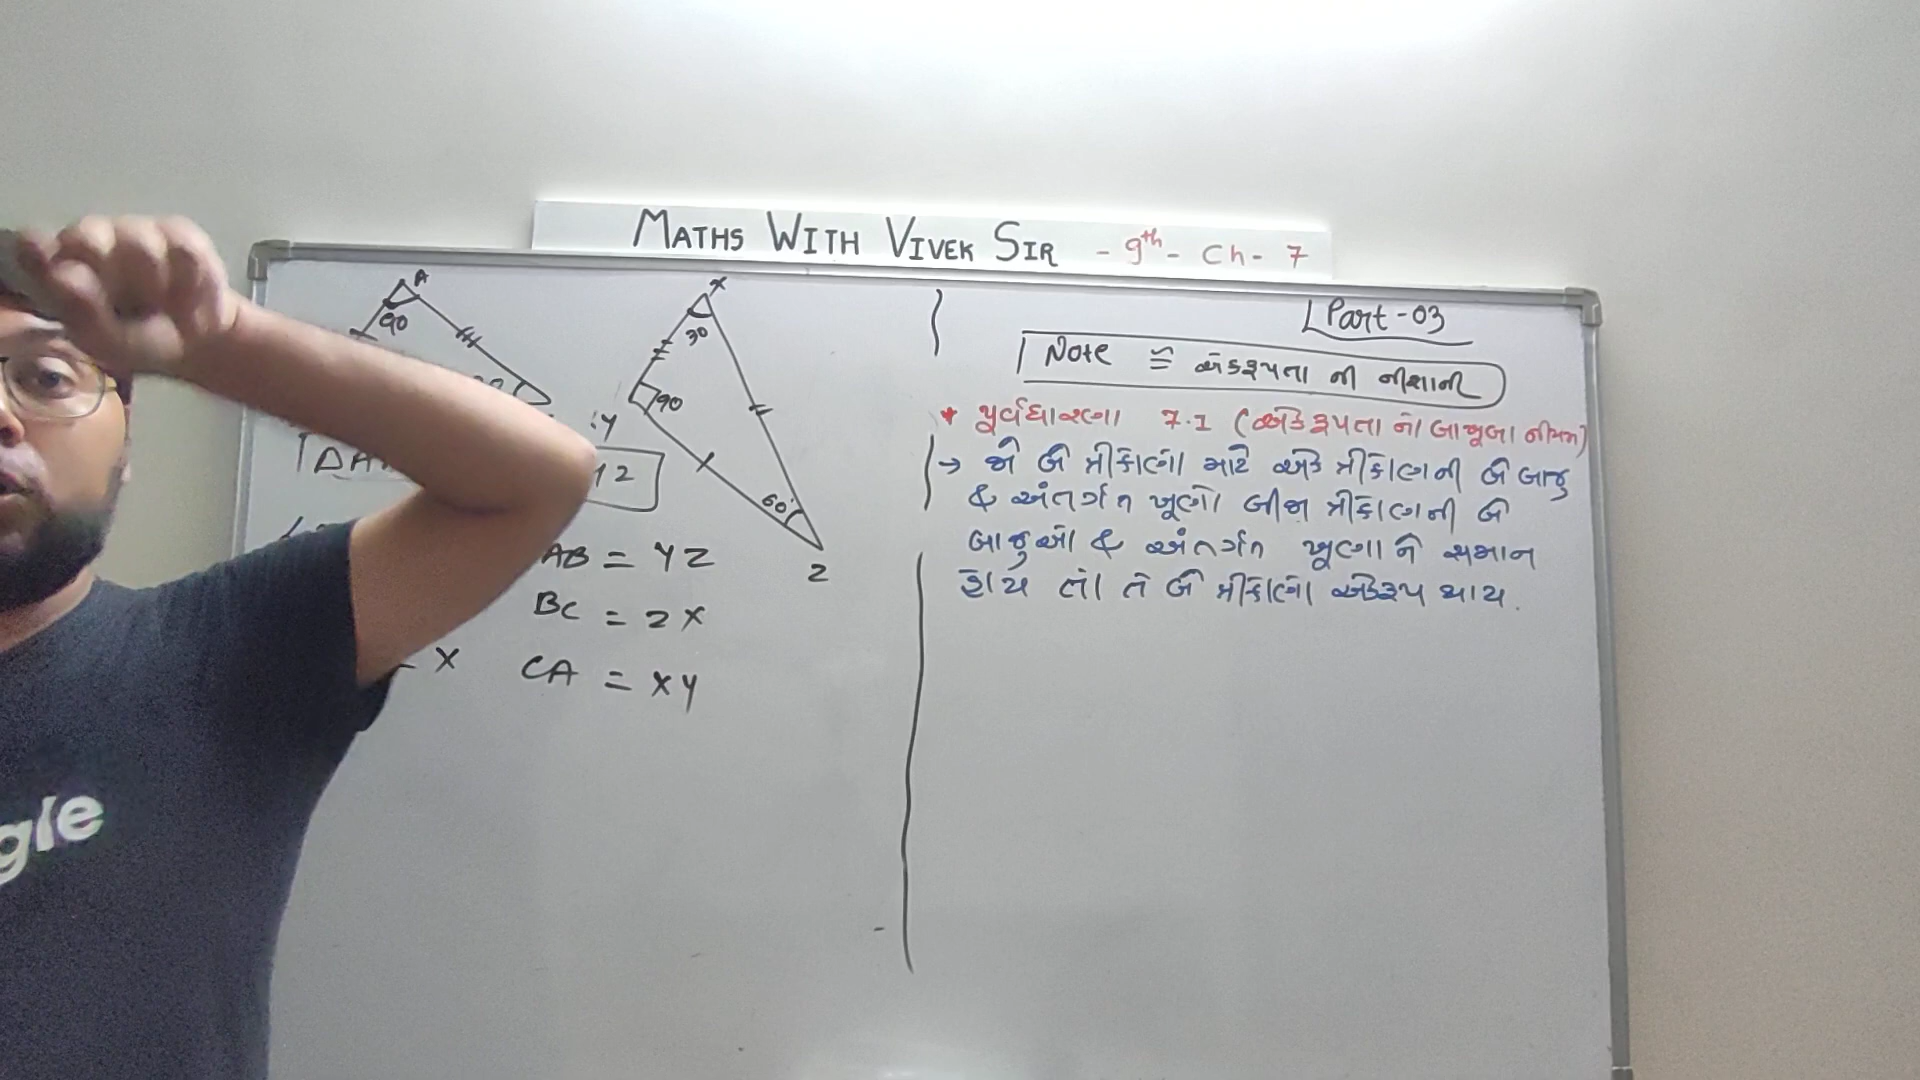 MATHS WITH VIVEK SIR - 9th - Ch - 7
A
90
X
30
90
Y
60°
Z
AB = YZ
BC = ZX
X
CA = XY
gle
Part - 03
Note ≅ એકરૂપતા ની નીશાની
* પૂર્વધારણા 7.1 (એકરૂપતા નો બાખૂબા નીયમ)
→ જો બે ત્રીકોણો માટે એક ત્રીકોણની બે બાજુ
& અંતર્ગત ખૂણો બીજા ત્રીકોણની બે
બાજુઓ & અંતર્ગત ખૂણા ને સમાન
હોય તો તે બે ત્રીકોણો એકરૂપ થાય.